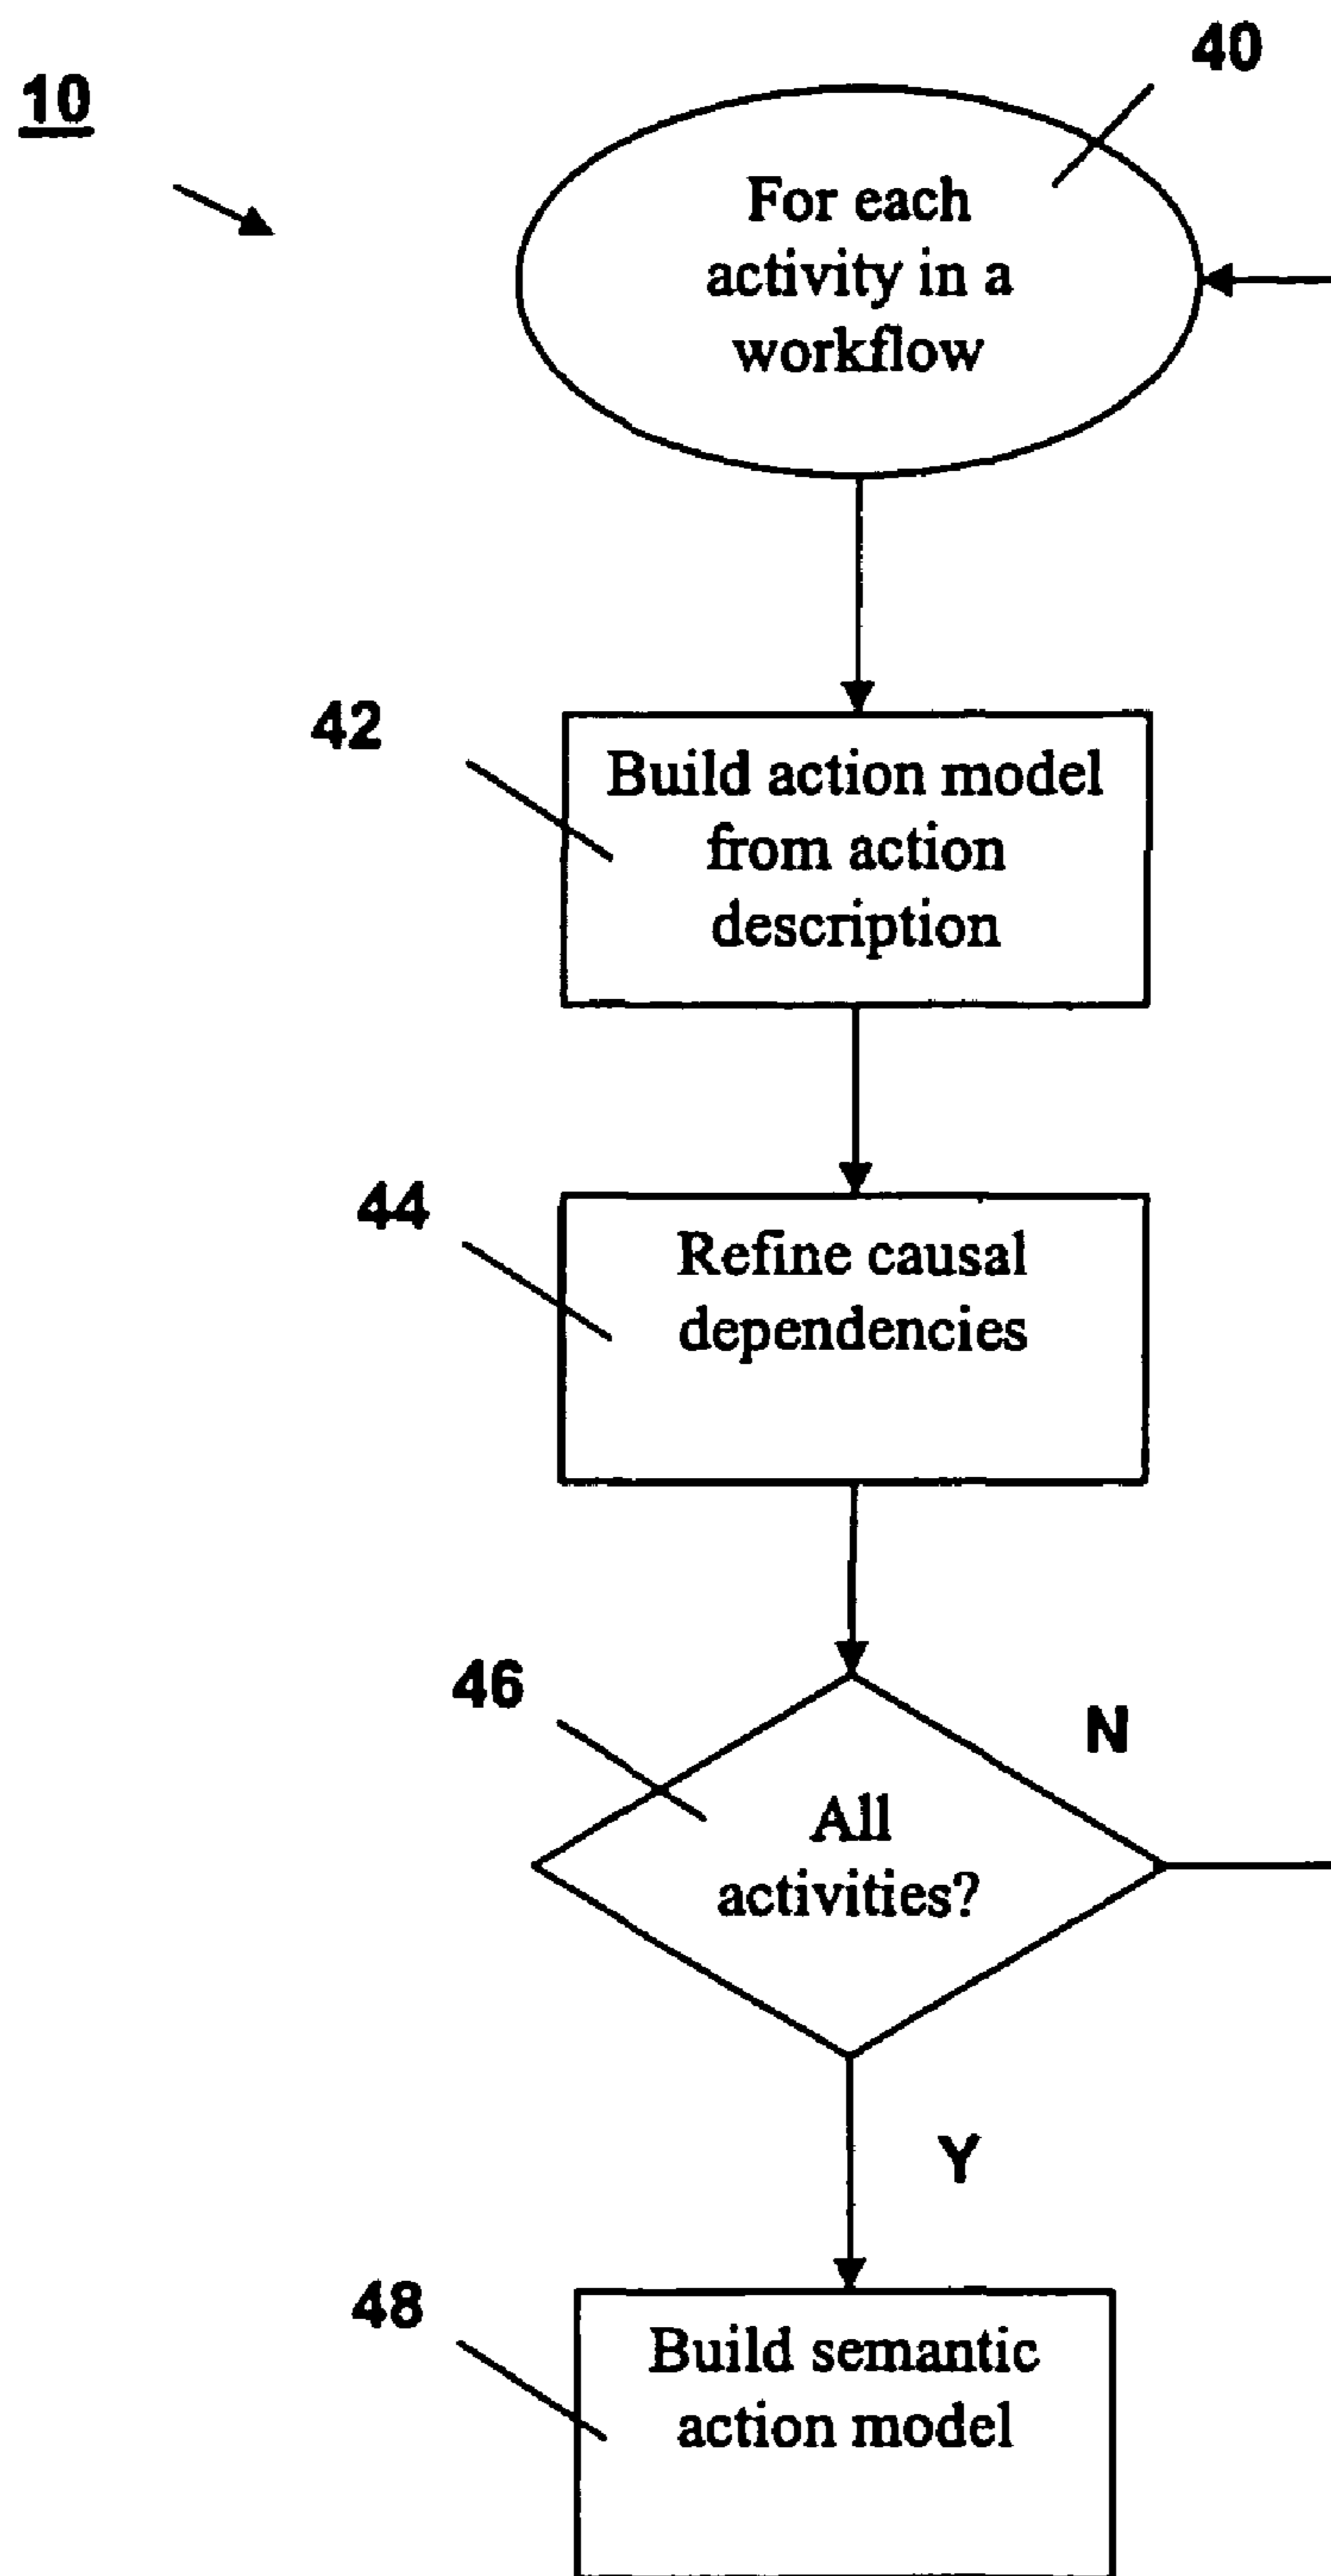 40
10
For each
activity in a
workflow
42
Build action model
from action
description
44
Refine causal
dependencies
46
N
All
activities?
Y
48
Build semantic
action model